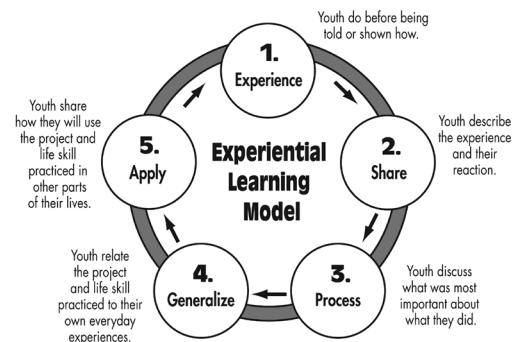 Youth do before being
told or shown how.
1.
Experience
Youth describe
the experience
and their
reaction.
2.
Share
Youth discuss
what was most
important about
what they did.
3.
Process
Youth relate
the project
and life skill
practiced to their
own everyday
experiences.
4.
Generalize
Youth share
how they will use
the project and
life skill
practiced in
other parts
of their lives.
5.
Apply
Experiential
Learning
Model